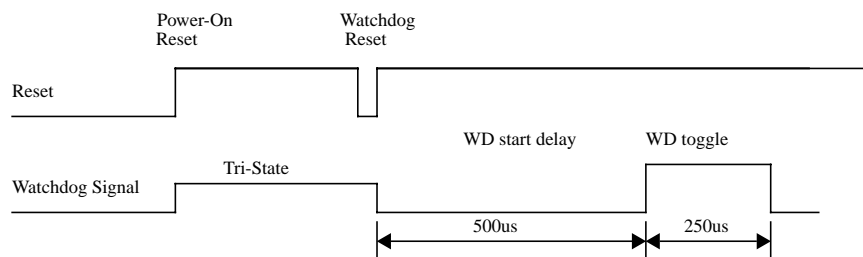 Power-On
Reset
Watchdog
Reset
Reset
WD start delay
WD toggle
Tri-State
Watchdog Signal
500us
250us